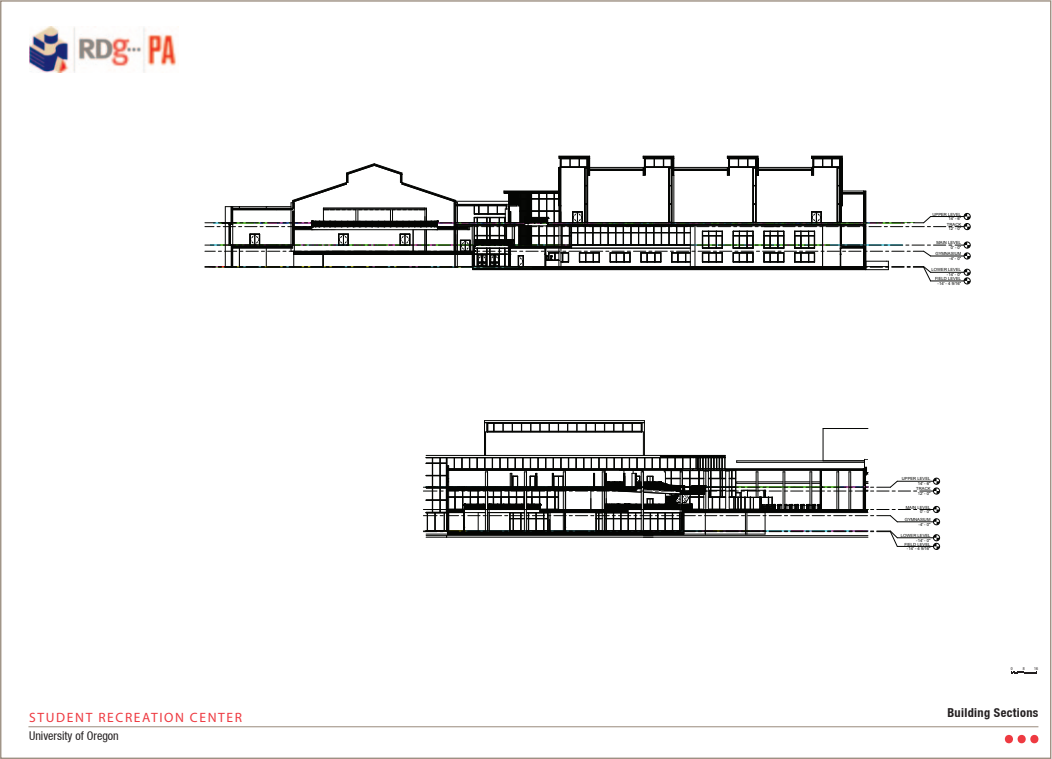 RDg... PA
UPPER LEVEL
TRACK
MAIN LEVEL
GYMNASIUM
LOWER LEVEL
FIELD LEVEL
UPPER LEVEL
TRACK
MAIN LEVEL
GYMNASIUM
LOWER LEVEL
FIELD LEVEL
STUDENT RECREATION CENTER
Building Sections
University of Oregon